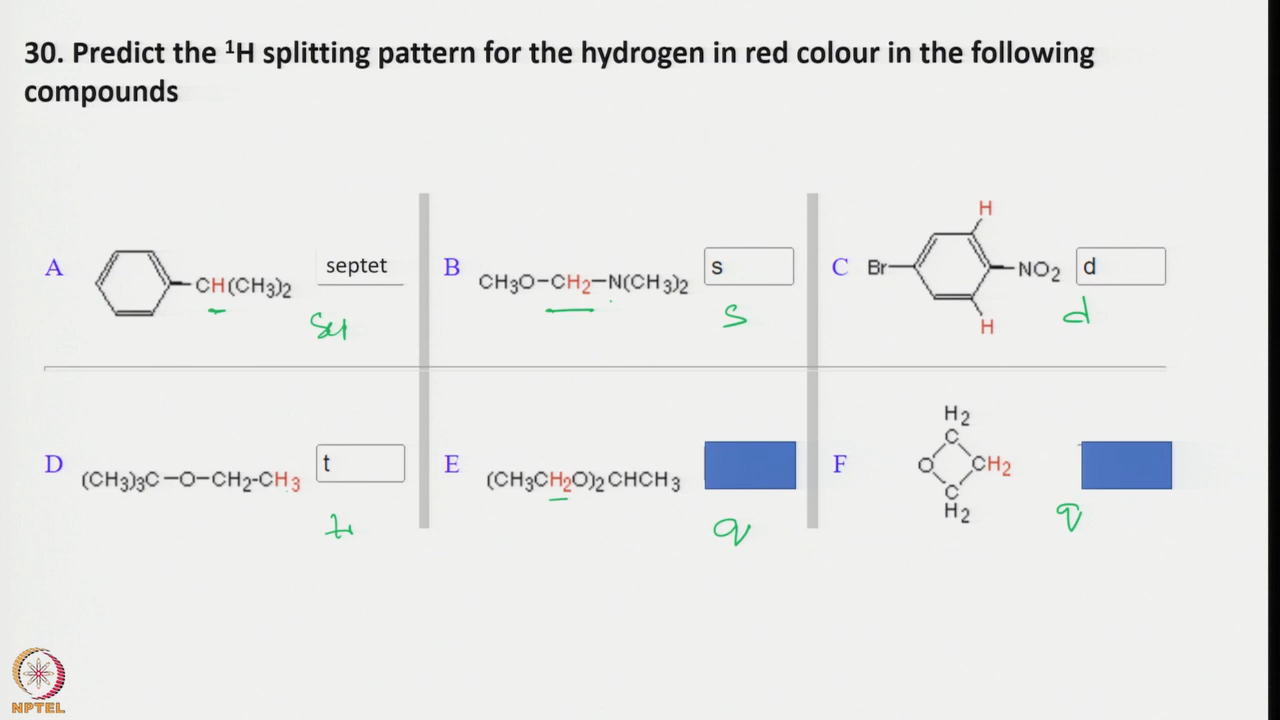 30. Predict the ¹H splitting pattern for the hydrogen in red colour in the following
compounds
A
CH(CH3)2
septet
B
CH3O–CH2–N(CH3)2
s
C
H
Br
NO2
H
d
s
d
D
(CH3)3C–O–CH2-CH3
t
E
(CH3CH2O)2CHCH3
F
H2
C
O
CH2
C
H2
q
q
NPTEL